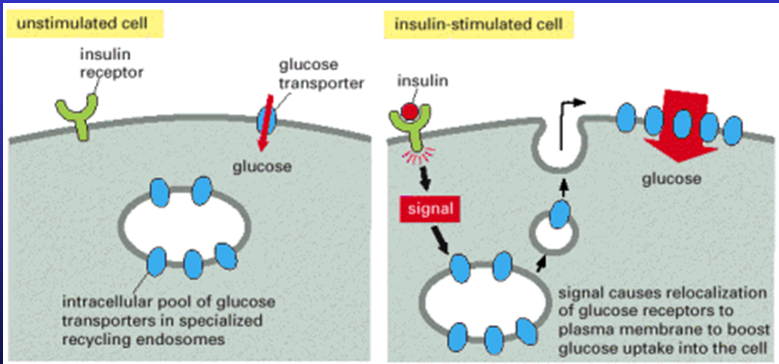 unstimulated cell
insulin
receptor
glucose
transporter
glucose
intracellular pool of glucose
transporters in specialized
recycling endosomes
insulin-stimulated cell
insulin
signal
glucose
signal causes relocalization
of glucose receptors to
plasma membrane to boost
glucose uptake into the cell